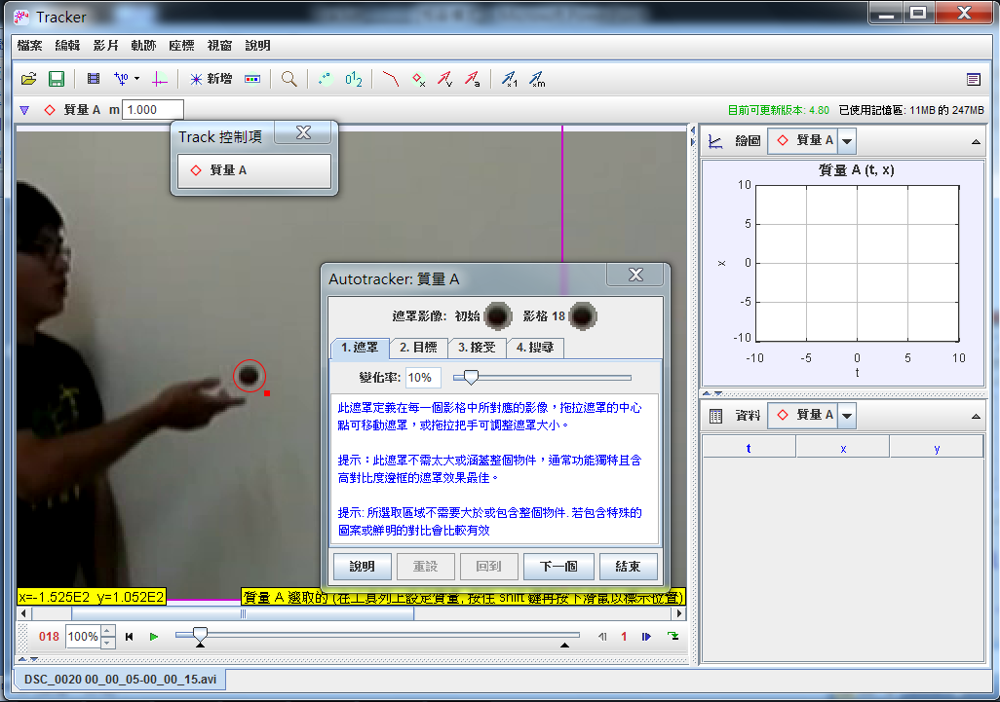 Tracker
檔案 編輯 影片 軌跡 座標 視窗 說明
新增
質量 A m 1.000
目前可更新版本: 4.80 已使用記憶區: 11MB 的 247MB
Track 控制項
質量 A
Autotracker: 質量 A
遮罩影像: 初始 影格 18
1. 遮罩 2. 目標 3. 接受 4. 搜尋
變化率: 10%
此遮罩定義在每一個影格中所對應的影像，拖拉遮罩的中心
點可移動遮罩，或拖拉把手可調整遮罩大小。
提示：此遮罩不需太大或涵蓋整個物件，通常功能獨特且含
高對比度邊框的遮罩效果最佳。
提示: 所選取區域不需要大於或包含整個物件. 若包含特殊的
圖案或鮮明的對比會比較有效
說明 重設 回到 下一個 結束
x=-1.525E2 y=1.052E2
質量 A 選取的 (在工具列上設定質量, 按住 shift 鍵再按下滑鼠以標示位置)
018 100% 1
DSC_0020 00_00_05-00_00_15.avi
繪圖 質量 A
質量 A (t, x)
10
5
x 0
-5
-10
-10 -5 0 5 10
t
資料 質量 A
t x y